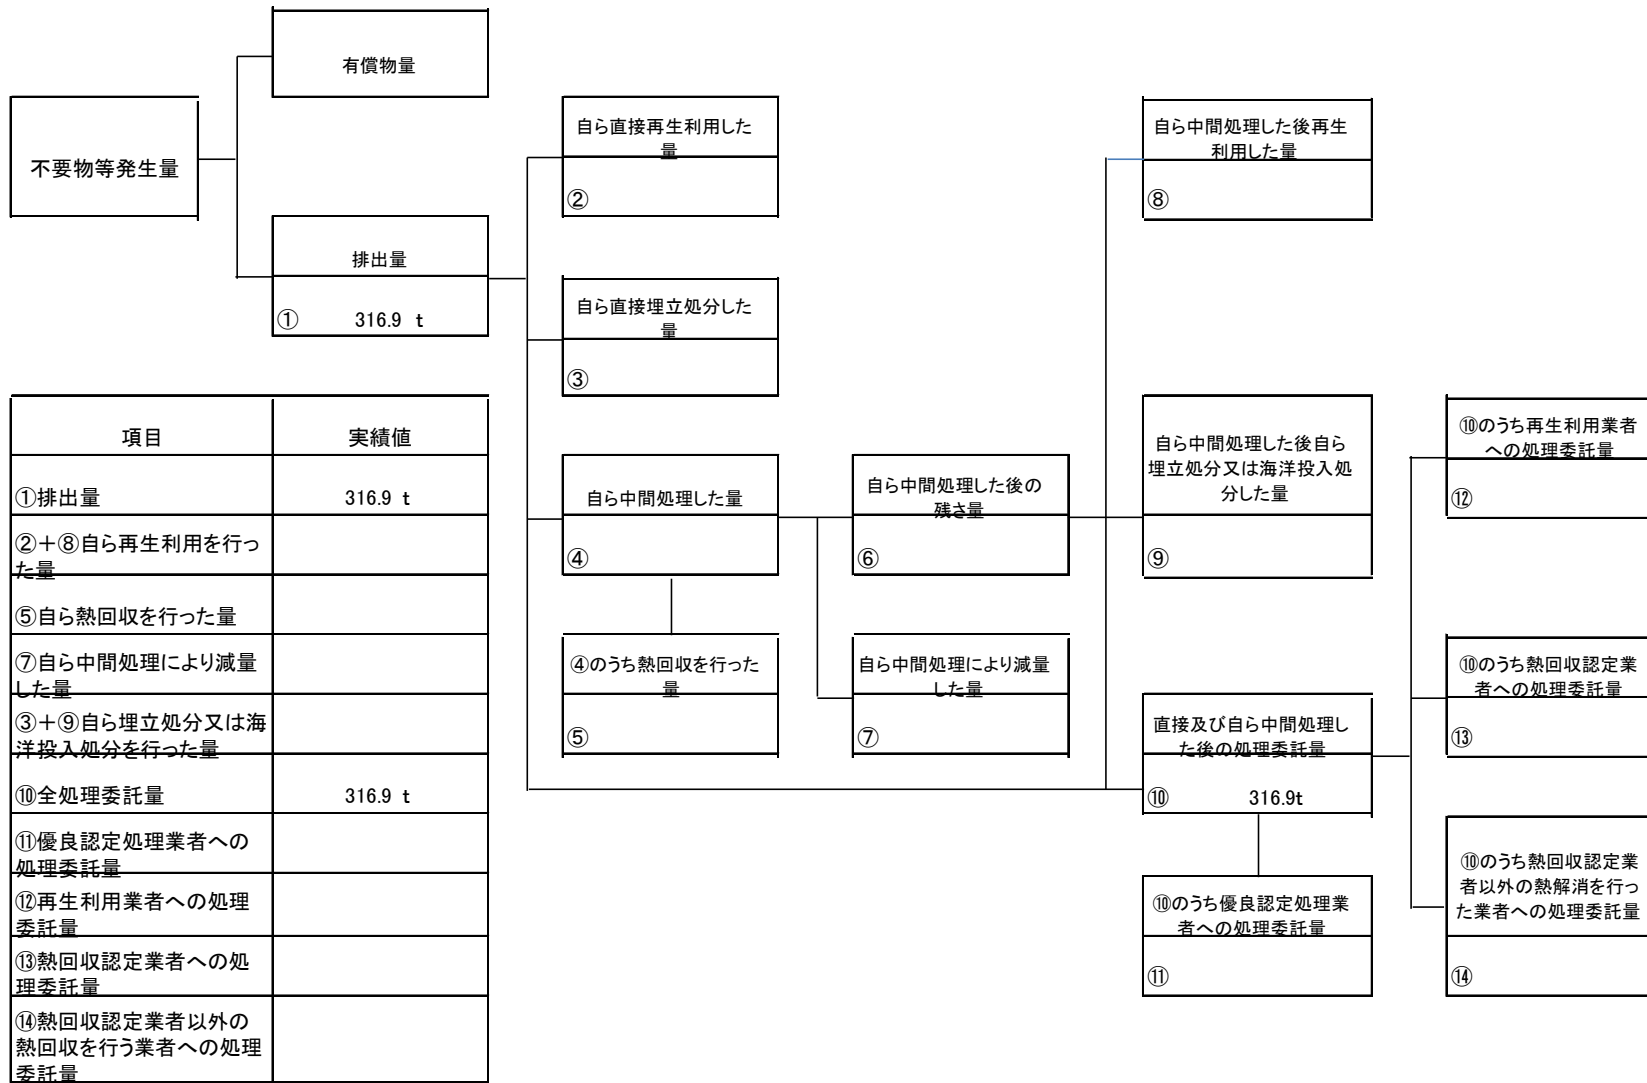 有償物量
不要物等発生量
排出量
① 316.9 t
自ら直接再生利用した
量
②
自ら直接埋立処分した
量
③
自ら中間処理した量
④
④のうち熱回収を行った
量
⑤
自ら中間処理した後の
残さ量
⑥
自ら中間処理により減量
した量
⑦
自ら中間処理した後再生
利用した量
⑧
自ら中間処理した後自ら
埋立処分又は海洋投入処
分した量
⑨
直接及び自ら中間処理し
た後の処理委託量
⑩ 316.9t
⑩のうち優良認定処理業
者への処理委託量
⑪
⑩のうち再生利用業者
への処理委託量
⑫
⑩のうち熱回収認定業
者への処理委託量
⑬
⑩のうち熱回収認定業
者以外の熱解消を行っ
た業者への処理委託量
⑭
項目 実績値
①排出量 316.9 t
②＋⑧自ら再生利用を行っ
た量
⑤自ら熱回収を行った量
⑦自ら中間処理により減量
した量
③＋⑨自ら埋立処分又は海
洋投入処分を行った量
⑩全処理委託量 316.9 t
⑪優良認定処理業者への
処理委託量
⑫再生利用業者への処理
委託量
⑬熱回収認定業者への処
理委託量
⑭熱回収認定業者以外の
熱回収を行う業者への処理
委託量